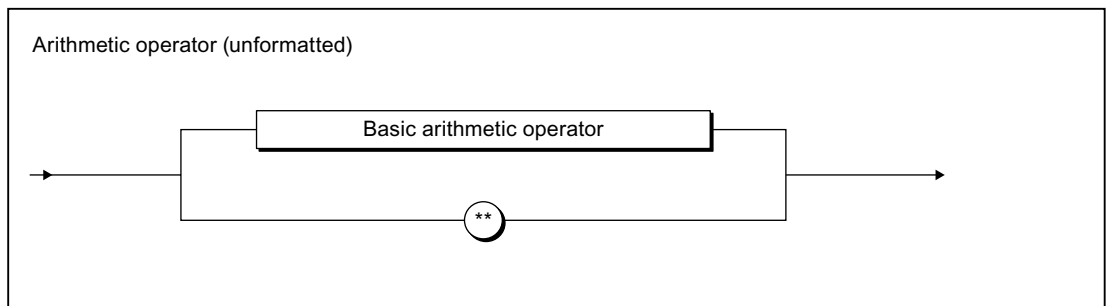 Arithmetic operator (unformatted)
Basic arithmetic operator
**